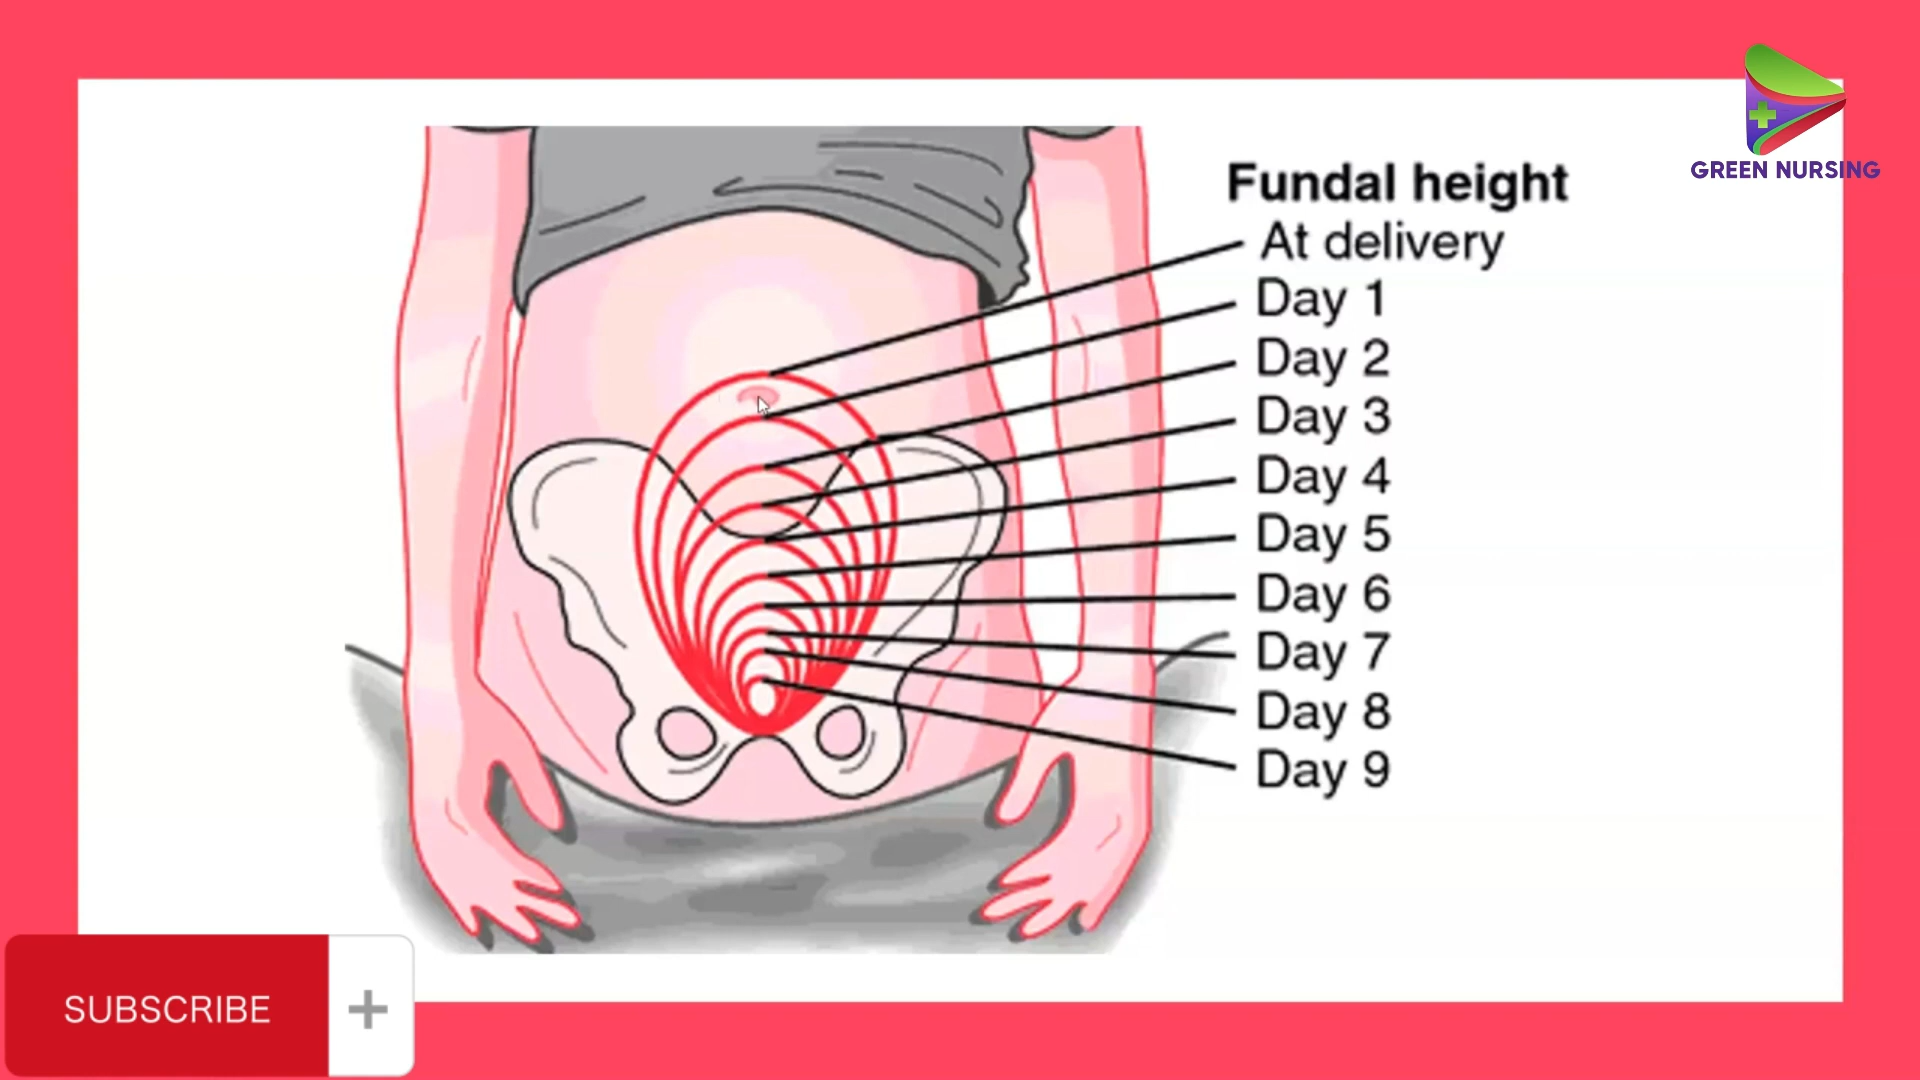 GREEN NURSING
Fundal height
At delivery
Day 1
Day 2
Day 3
Day 4
Day 5
Day 6
Day 7
Day 8
Day 9
SUBSCRIBE +